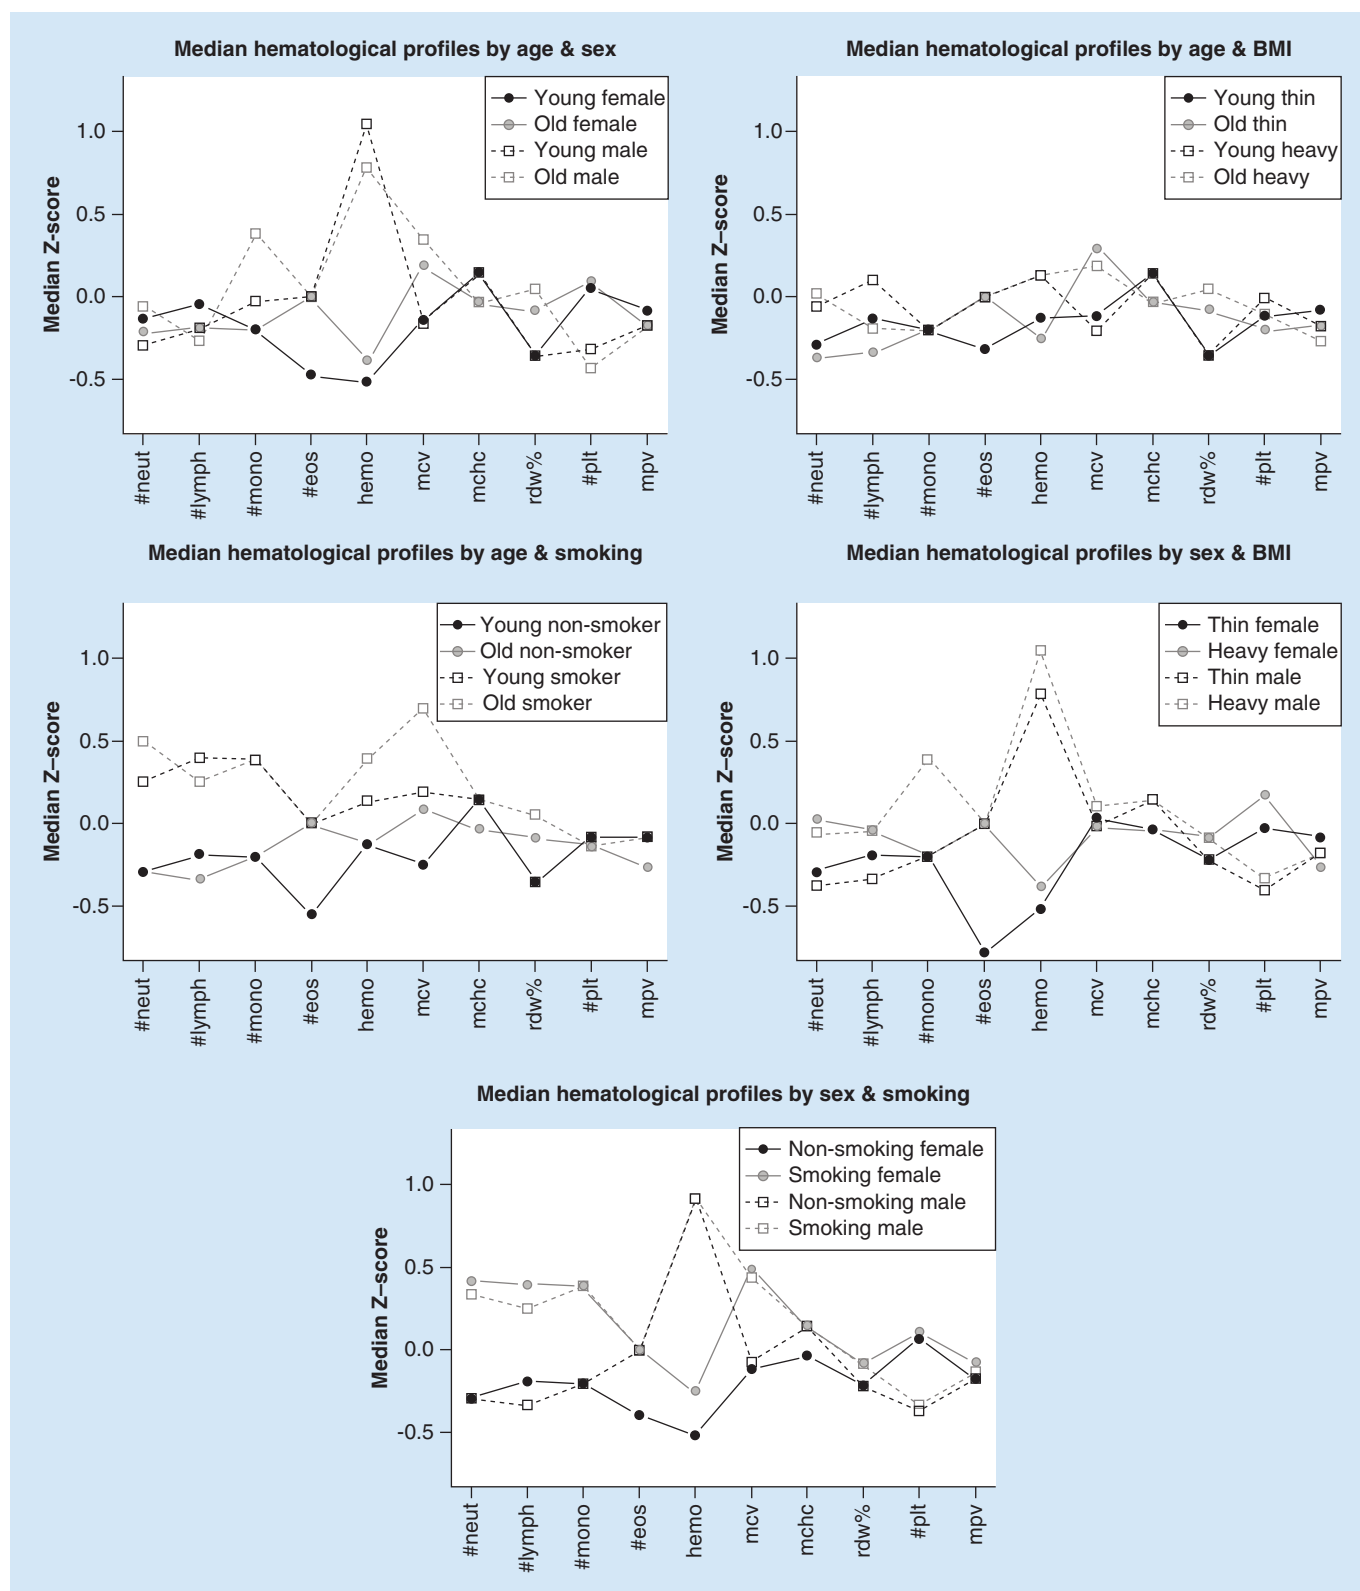 Median hematological profiles by age & sex
Median Z-score
1.0
0.5
0.0
-0.5
Young female
Old female
Young male
Old male
#neut
#lymph
#mono
#eos
hemo
mcv
mchc
rdw%
#plt
mpv
Median hematological profiles by age & BMI
Median Z–score
1.0
0.5
0.0
-0.5
Young thin
Old thin
Young heavy
Old heavy
#neut
#lymph
#mono
#eos
hemo
mcv
mchc
rdw%
#plt
mpv
Median hematological profiles by age & smoking
Median Z–score
1.0
0.5
0.0
-0.5
Young non-smoker
Old non-smoker
Young smoker
Old smoker
#neut
#lymph
#mono
#eos
hemo
mcv
mchc
rdw%
#plt
mpv
Median hematological profiles by sex & BMI
Median Z–score
1.0
0.5
0.0
-0.5
Thin female
Heavy female
Thin male
Heavy male
#neut
#lymph
#mono
#eos
hemo
mcv
mchc
rdw%
#plt
mpv
Median hematological profiles by sex & smoking
Median Z–score
1.0
0.5
0.0
-0.5
Non-smoking female
Smoking female
Non-smoking male
Smoking male
#neut
#lymph
#mono
#eos
hemo
mcv
mchc
rdw%
#plt
mpv